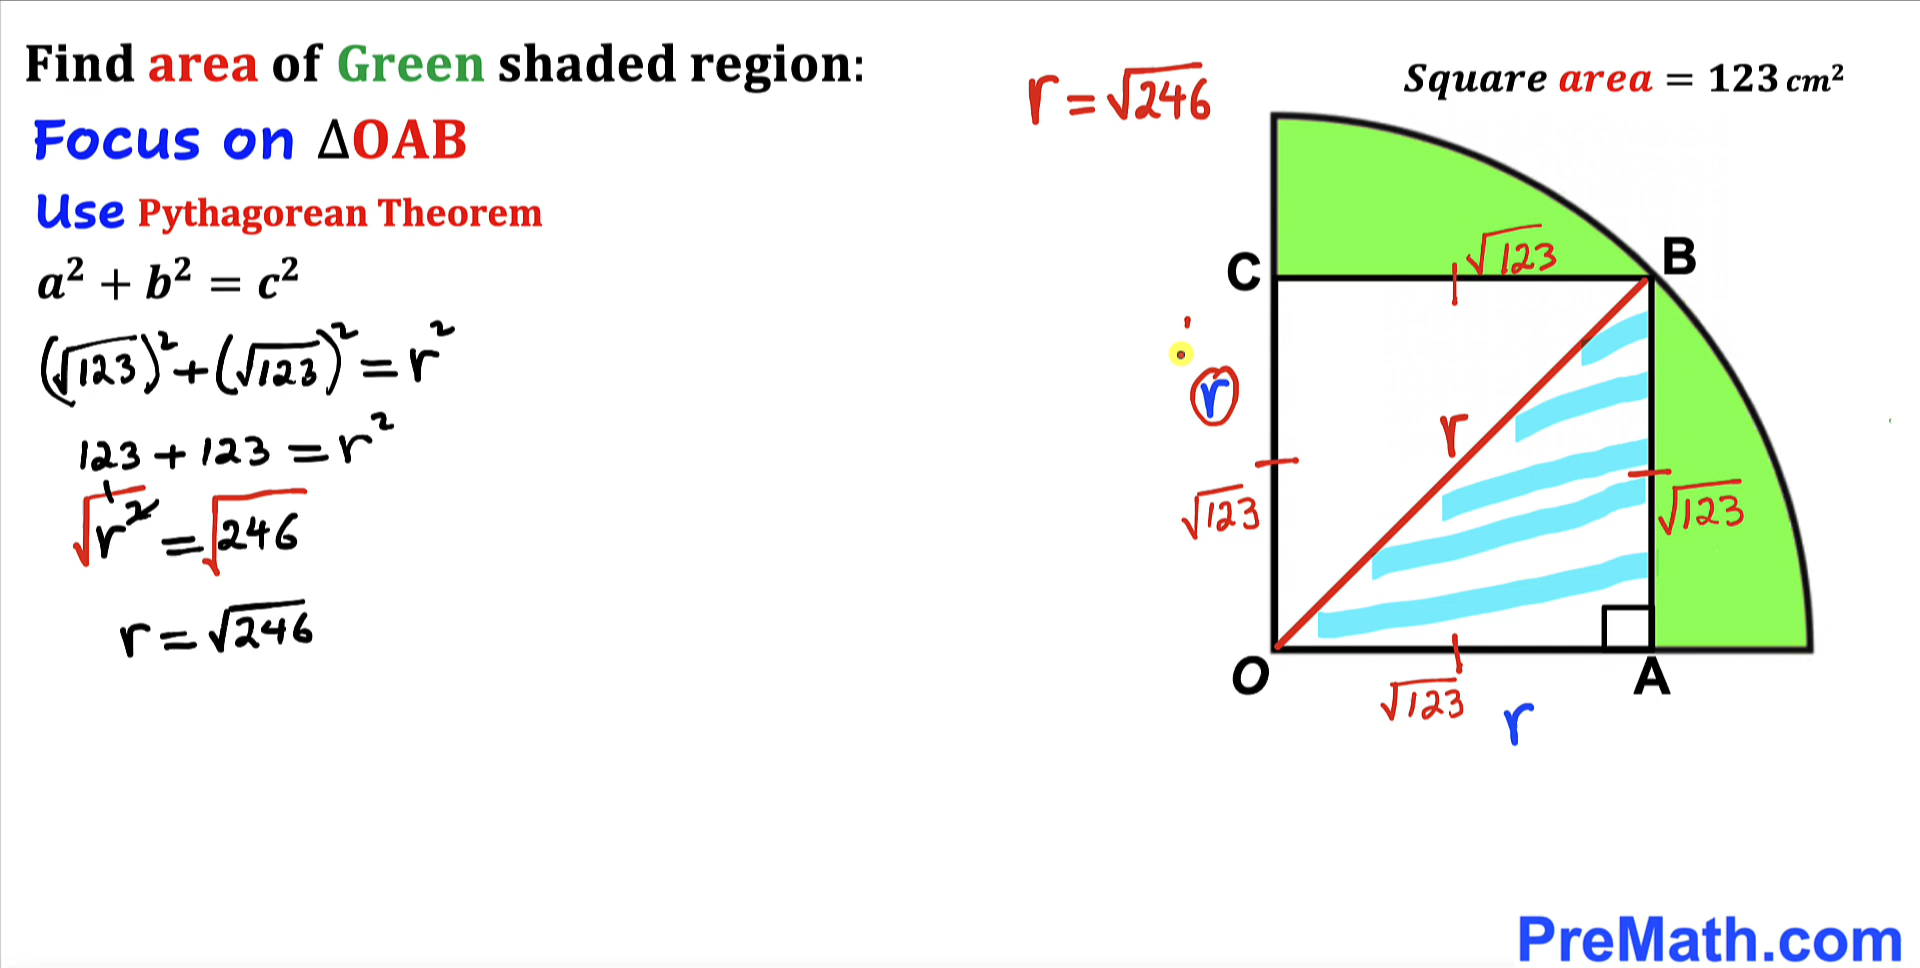 Find area of Green shaded region:
Focus on ΔOAB
Use Pythagorean Theorem
a² + b² = c²
(√123)² + (√123)² = r²
123 + 123 = r²
√r² = √246
r = √246
r = √246
Square area = 123 cm²
√123
C
B
r
r
√123
√123
O
A
√123
r
PreMath.com